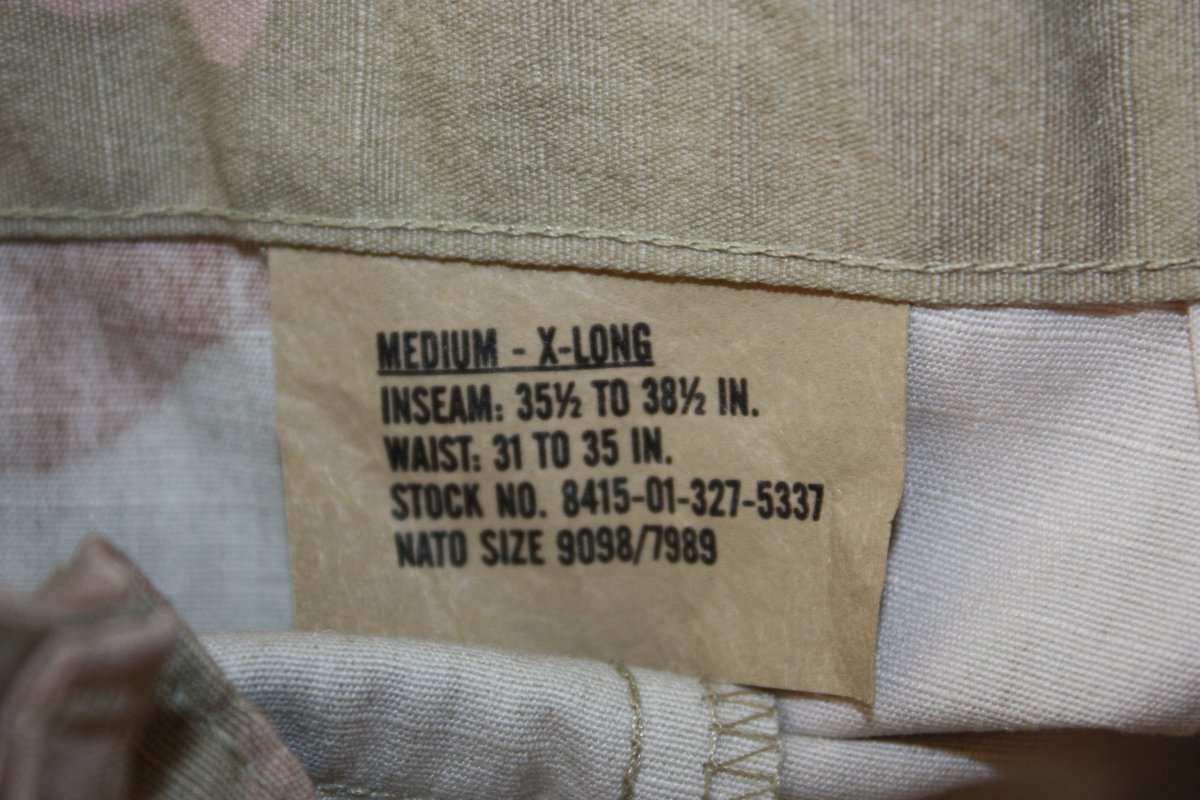 MEDIUM - X-LONG
INSEAM: 35½ TO 38½ IN.
WAIST: 31 TO 35 IN.
STOCK NO. 8415-01-327-5337
NATO SIZE 9098/7989